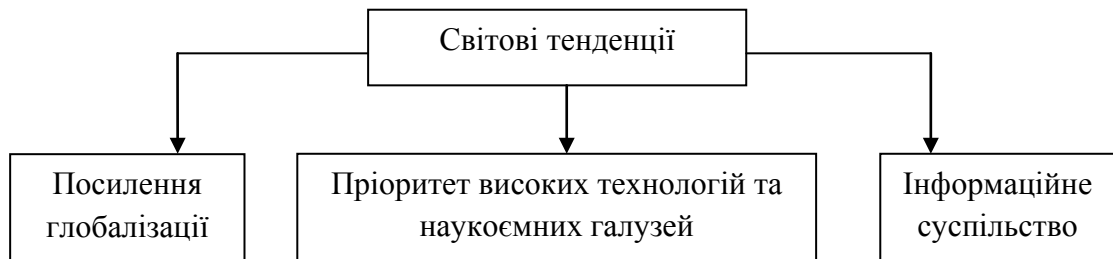 Світові тенденції
Посилення
глобалізації
Пріоритет високих технологій та
наукоємних галузей
Інформаційне
суспільство